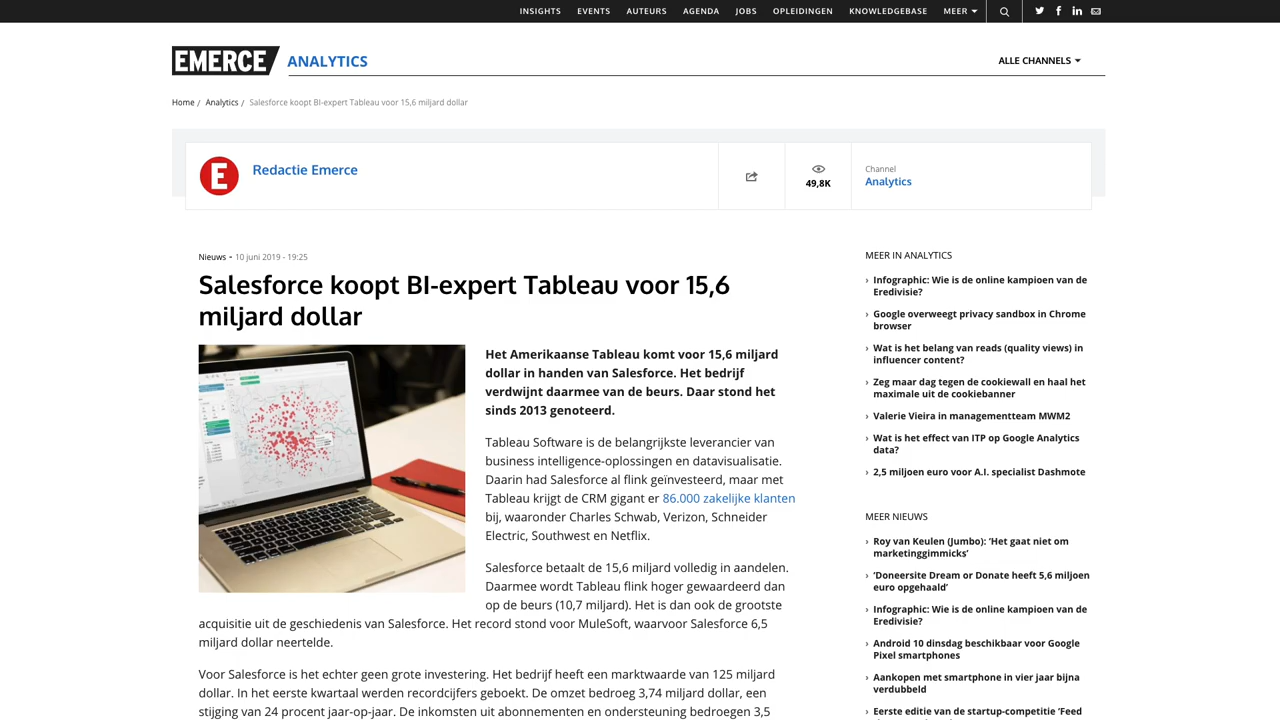 INSIGHTS EVENTS AUTEURS AGENDA JOBS OPLEIDINGEN KNOWLEDGEBASE MEER
EMERCE ANALYTICS
ALLE CHANNELS
Home / Analytics / Salesforce koopt BI-expert Tableau voor 15,6 miljard dollar
E
Redactie Emerce
49,8K
Channel
Analytics
Nieuws - 10 juni 2019 - 19:25
Salesforce koopt BI-expert Tableau voor 15,6
miljard dollar
Het Amerikaanse Tableau komt voor 15,6 miljard
dollar in handen van Salesforce. Het bedrijf
verdwijnt daarmee van de beurs. Daar stond het
sinds 2013 genoteerd.
Tableau Software is de belangrijkste leverancier van
business intelligence-oplossingen en datavisualisatie.
Daarin had Salesforce al flink geïnvesteerd, maar met
Tableau krijgt de CRM gigant er 86.000 zakelijke klanten
bij, waaronder Charles Schwab, Verizon, Schneider
Electric, Southwest en Netflix.
Salesforce betaalt de 15,6 miljard volledig in aandelen.
Daarmee wordt Tableau flink hoger gewaardeerd dan
op de beurs (10,7 miljard). Het is dan ook de grootste
acquisitie uit de geschiedenis van Salesforce. Het record stond voor MuleSoft, waarvoor Salesforce 6,5
miljard dollar neertelde.
Voor Salesforce is het echter geen grote investering. Het bedrijf heeft een marktwaarde van 125 miljard
dollar. In het eerste kwartaal werden recordcijfers geboekt. De omzet bedroeg 3,74 miljard dollar, een
stijging van 24 procent jaar-op-jaar. De inkomsten uit abonnementen en ondersteuning bedroegen 3,5
MEER IN ANALYTICS
› Infographic: Wie is de online kampioen van de
Eredivisie?
› Google overweegt privacy sandbox in Chrome
browser
› Wat is het belang van reads (quality views) in
influencer content?
› Zeg maar dag tegen de cookiewall en haal het
maximale uit de cookiebanner
› Valerie Vieira in managementteam MWM2
› Wat is het effect van ITP op Google Analytics
data?
› 2,5 miljoen euro voor A.I. specialist Dashmote
MEER NIEUWS
› Roy van Keulen (Jumbo): ‘Het gaat niet om
marketinggimmicks’
› ‘Doneersite Dream or Donate heeft 5,6 miljoen
euro opgehaald’
› Infographic: Wie is de online kampioen van de
Eredivisie?
› Android 10 dinsdag beschikbaar voor Google
Pixel smartphones
› Aankopen met smartphone in vier jaar bijna
verdubbeld
› Eerste editie van de startup-competitie ‘Feed